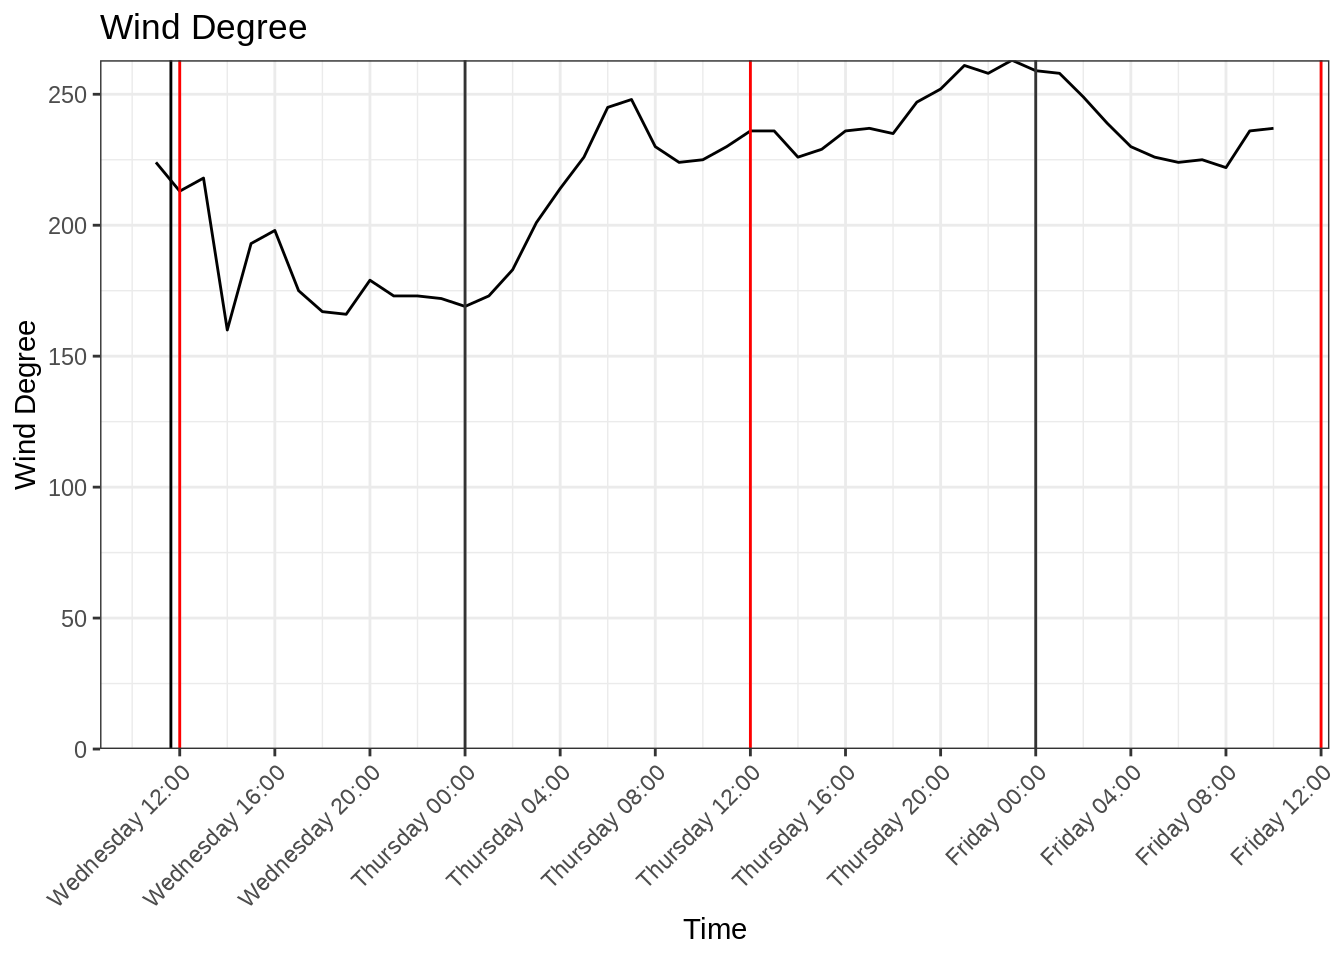 Wind Degree
Wind Degree
250
200
150
100
50
0
Wednesday 12:00
Wednesday 16:00
Wednesday 20:00
Thursday 00:00
Thursday 04:00
Thursday 08:00
Thursday 12:00
Thursday 16:00
Thursday 20:00
Friday 00:00
Friday 04:00
Friday 08:00
Friday 12:00
Time